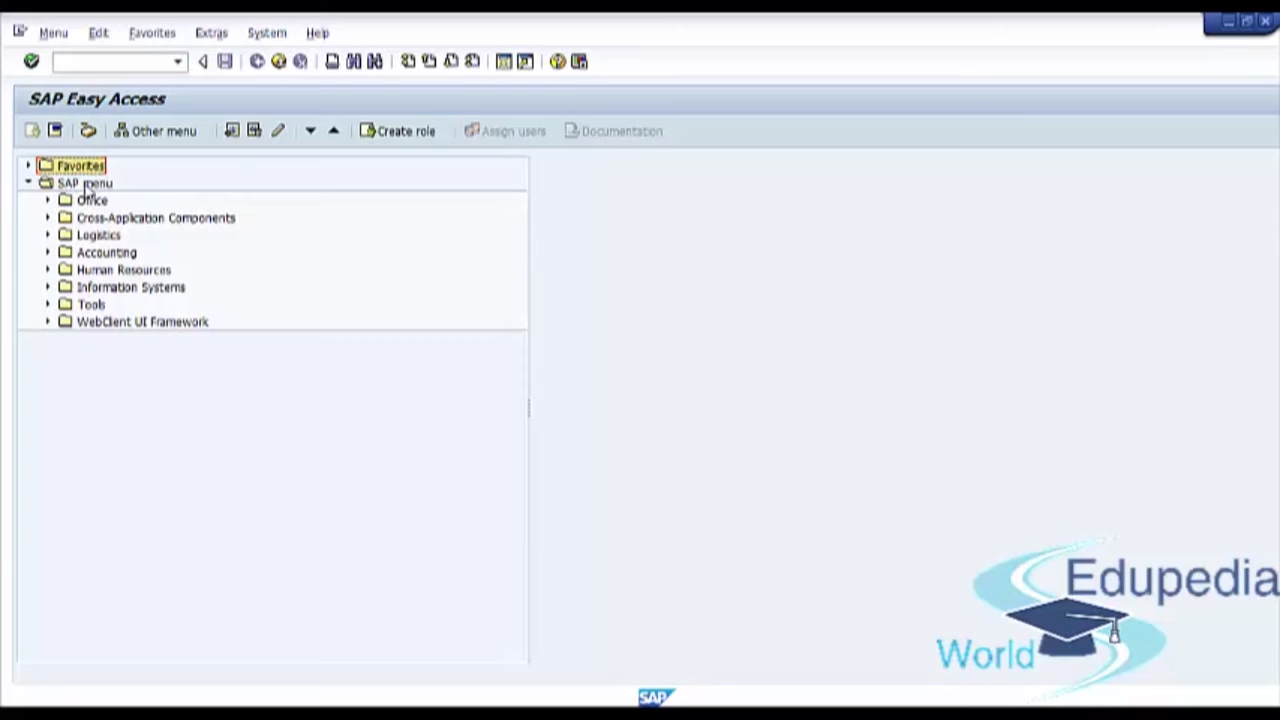 Menu Edit Favorites Extras System Help
SAP Easy Access
Other menu Create role Assign users Documentation
Favorites
SAP menu
Office
Cross-Application Components
Logistics
Accounting
Human Resources
Information Systems
Tools
WebClient UI Framework
Edupedia
World
SAP